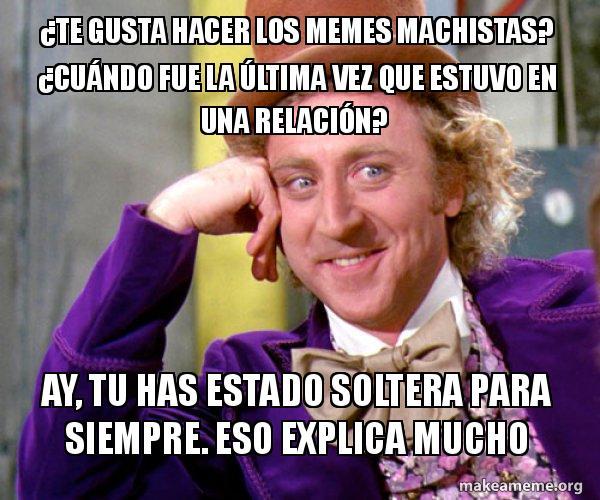 ¿TE GUSTA HACER LOS MEMES MACHISTAS?
¿CUÁNDO FUE LA ÚLTIMA VEZ QUE ESTUVO EN
UNA RELACIÓN?
AY, TU HAS ESTADO SOLTERA PARA
SIEMPRE. ESO EXPLICA MUCHO
makeameme.org